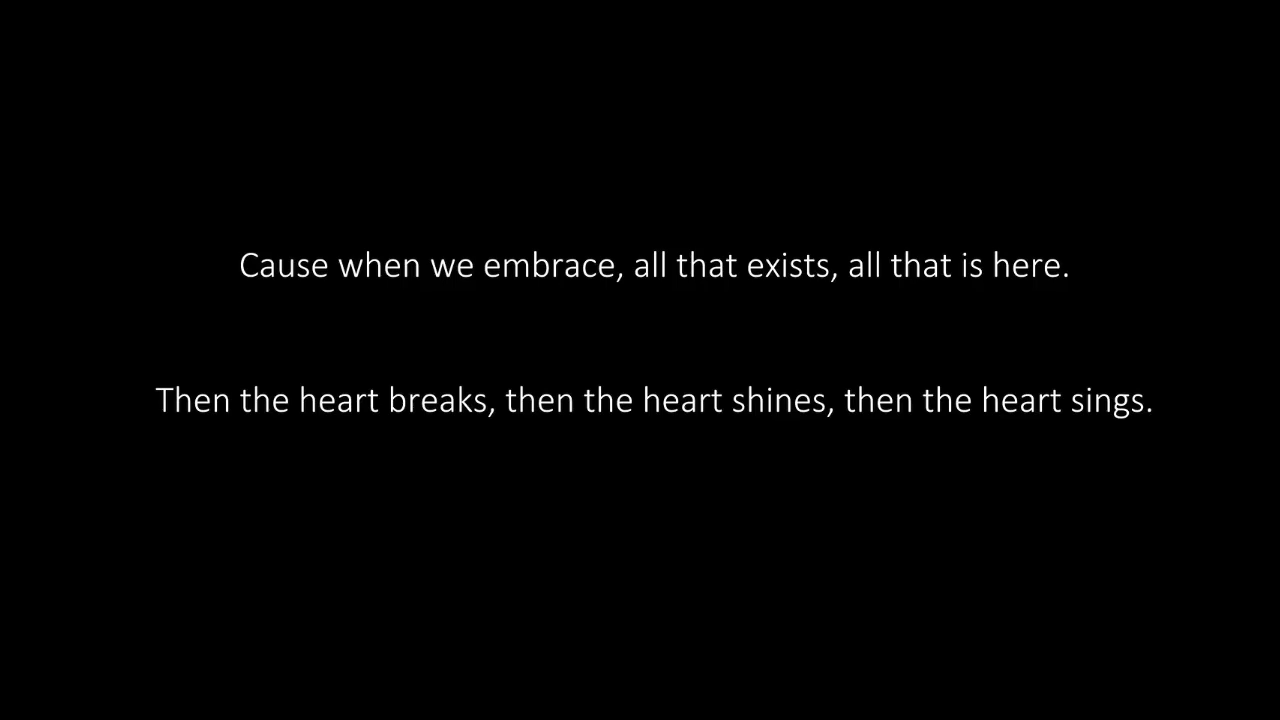 Cause when we embrace, all that exists, all that is here.
Then the heart breaks, then the heart shines, then the heart sings.